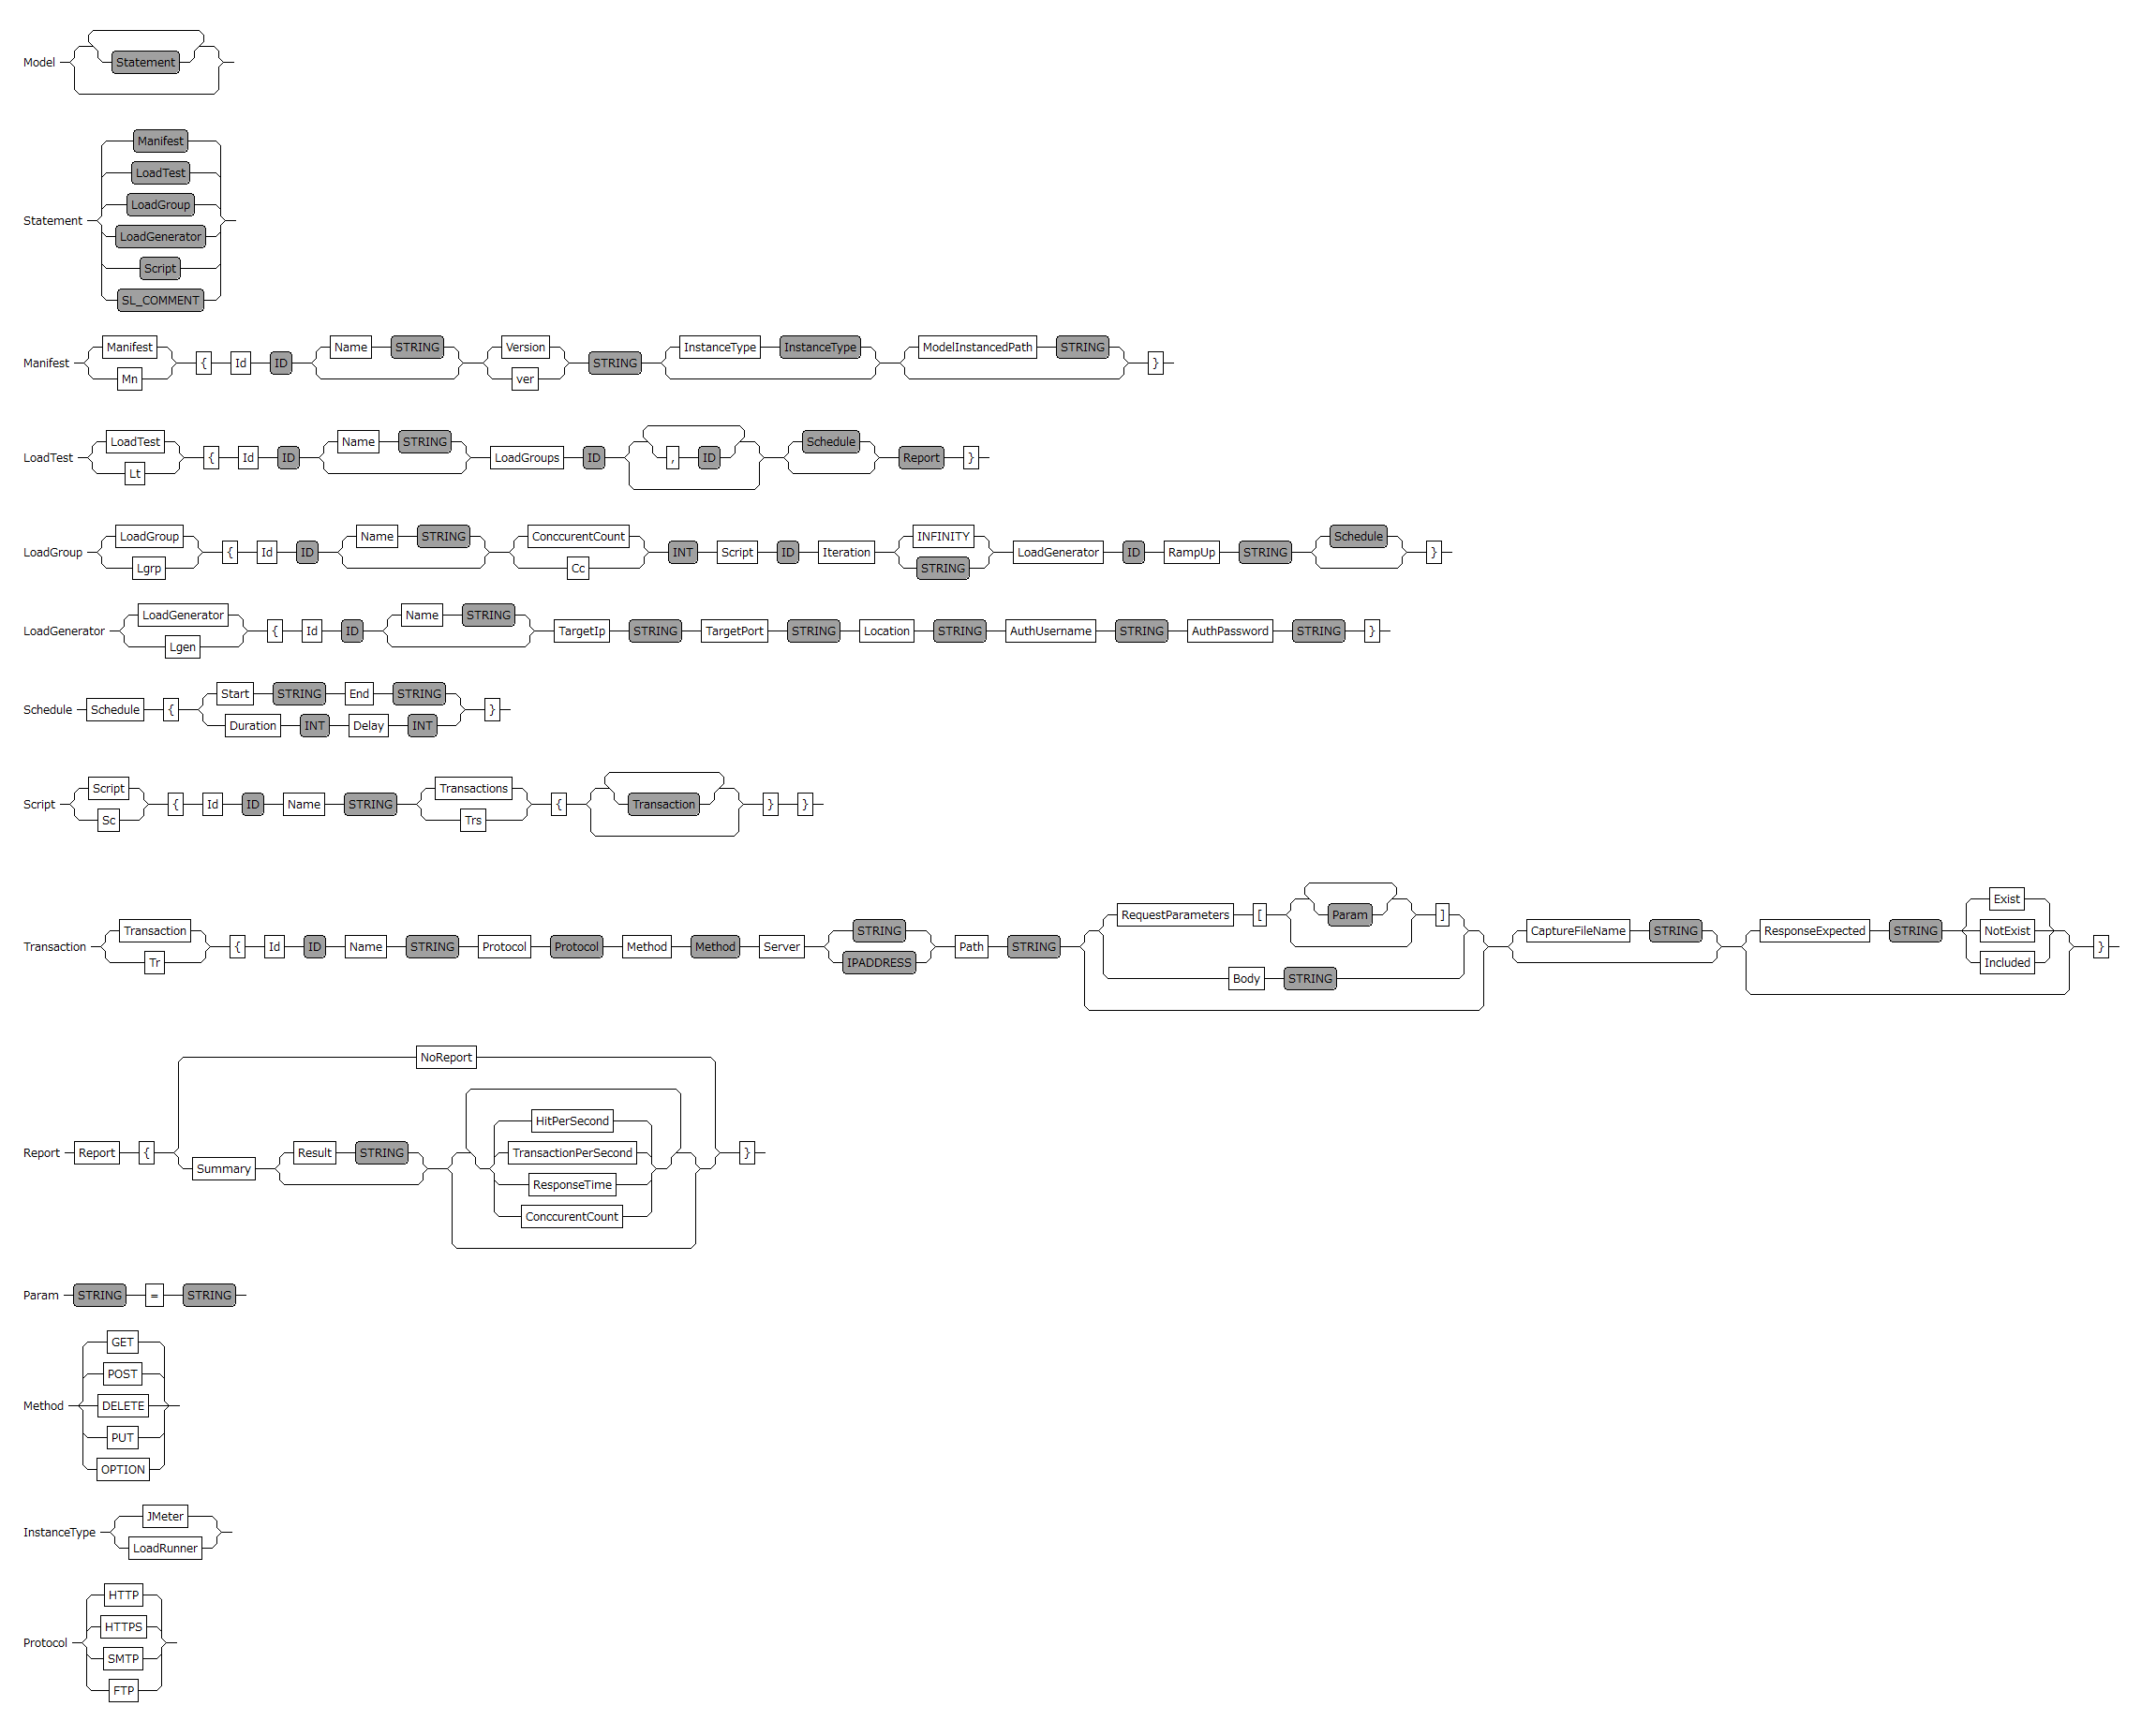 Model Statement
Manifest
LoadTest
LoadGroup
Statement
LoadGenerator
Script
SL_COMMENT
Manifest Name STRING Version InstanceType InstanceType ModelInstancedPath STRING
Manifest { Id ID STRING }
Mn ver
LoadTest Name STRING Schedule
LoadTest { Id ID LoadGroups ID , ID Report }
Lt
LoadGroup Name STRING ConccurentCount INFINITY Schedule
LoadGroup { Id ID INT Script ID Iteration LoadGenerator ID RampUp STRING }
Lgrp Cc STRING
LoadGenerator Name STRING
LoadGenerator { Id ID TargetIp STRING TargetPort STRING Location STRING AuthUsername STRING AuthPassword STRING }
Lgen
Start STRING End STRING
Schedule Schedule { }
Duration INT Delay INT
Script Transactions
Script { Id ID Name STRING { Transaction } }
Sc Trs
Exist
RequestParameters [ Param ]
Transaction STRING CaptureFileName STRING ResponseExpected STRING NotExist
Transaction { Id ID Name STRING Protocol Protocol Method Method Server Path STRING }
Tr IPADDRESS Included
Body STRING
NoReport
HitPerSecond
Report Report { Result STRING TransactionPerSecond }
Summary
ResponseTime
ConccurentCount
Param STRING = STRING
GET
POST
Method DELETE
PUT
OPTION
JMeter
InstanceType
LoadRunner
HTTP
HTTPS
Protocol
SMTP
FTP